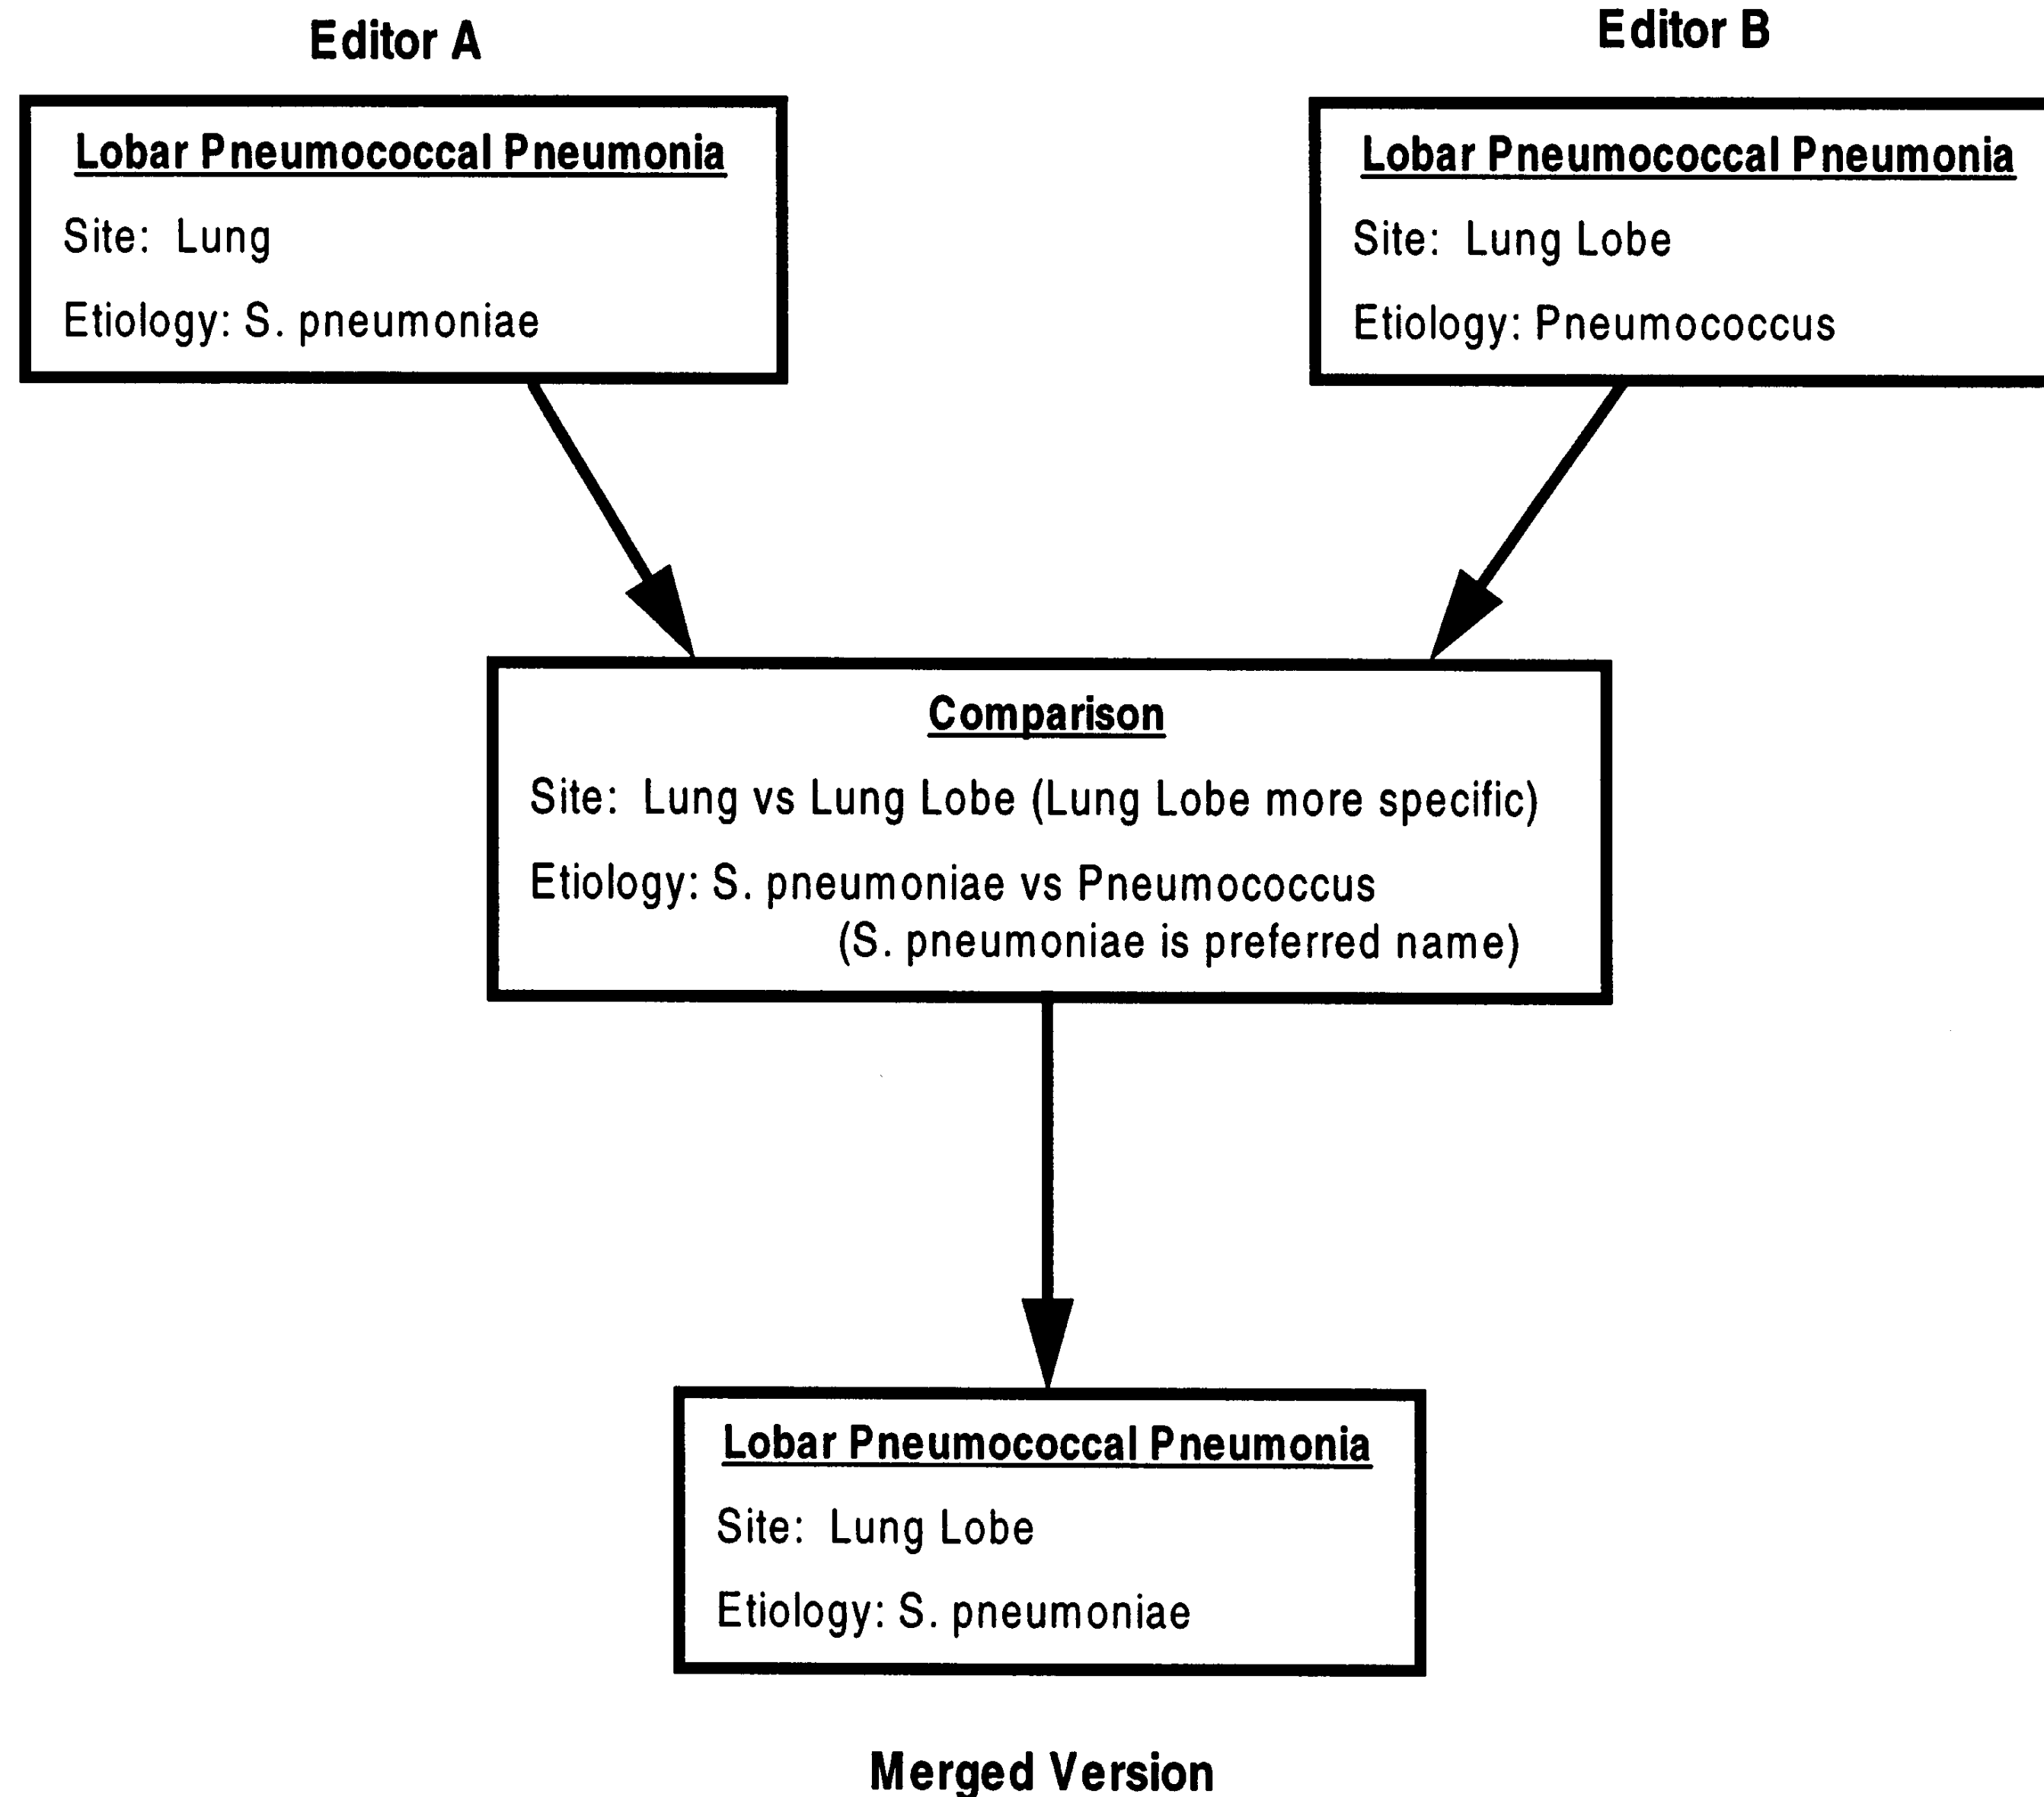 Editor A
Editor B
Lobar Pneumococcal Pneumonia
Site: Lung
Etiology: S. pneumoniae
Lobar Pneumococcal Pneumonia
Site: Lung Lobe
Etiology: Pneumococcus
Comparison
Site: Lung vs Lung Lobe (Lung Lobe more specific)
Etiology: S. pneumoniae vs Pneumococcus
(S. pneumoniae is preferred name)
Lobar Pneumococcal Pneumonia
Site: Lung Lobe
Etiology: S. pneumoniae
Merged Version